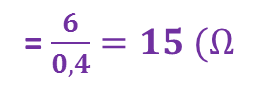 = 6/0,4 = 15 (Ω